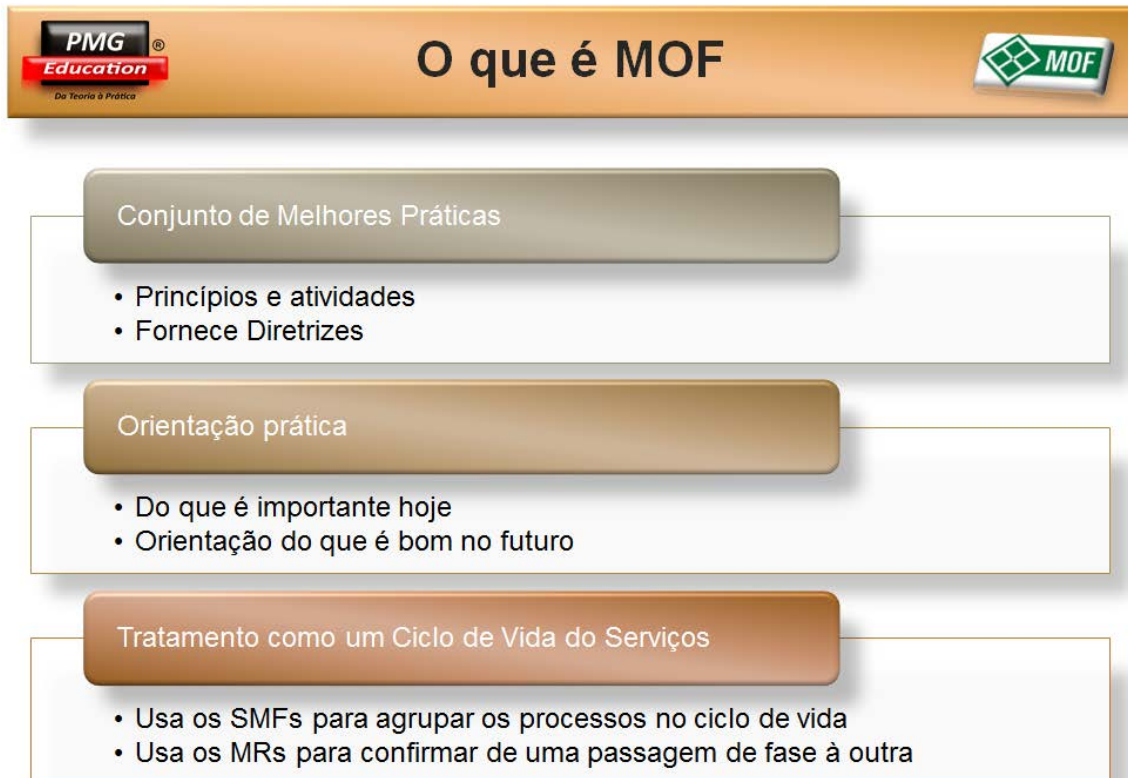 PMG ®
Education
Da Teoria à Prática
O que é MOF
MOF
Conjunto de Melhores Práticas
• Princípios e atividades
• Fornece Diretrizes
Orientação prática
• Do que é importante hoje
• Orientação do que é bom no futuro
Tratamento como um Ciclo de Vida do Serviços
• Usa os SMFs para agrupar os processos no ciclo de vida
• Usa os MRs para confirmar de uma passagem de fase à outra